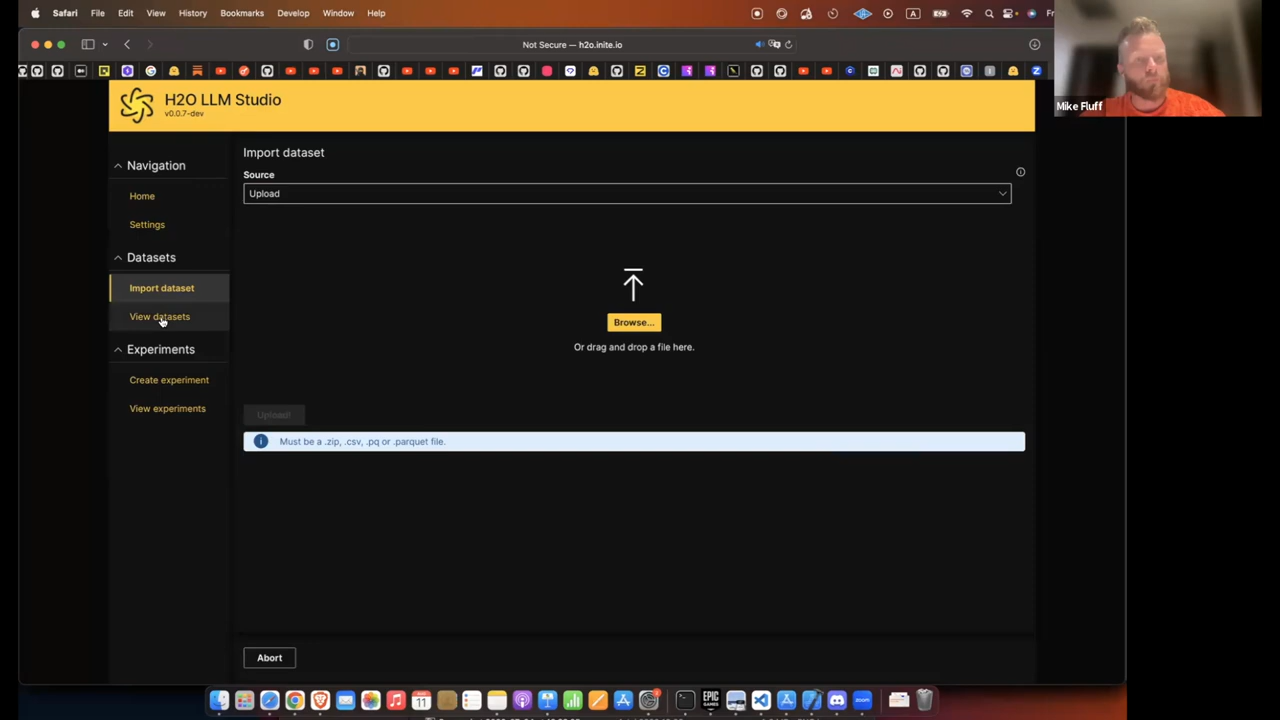 Safari File Edit View History Bookmarks Develop Window Help
Not Secure — h2o.inite.io
H2O LLM Studio
v0.0.7-dev
Mike Fluff
Navigation
Home
Settings
Datasets
Import dataset
View datasets
Experiments
Create experiment
View experiments
Import dataset
Source
Upload
Browse...
Or drag and drop a file here.
Upload!
Must be a .zip, .csv, .pq or .parquet file.
Abort